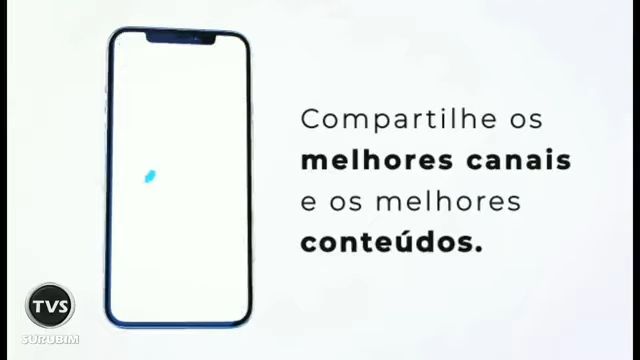 Compartilhe os
melhores canais
e os melhores
conteúdos.
TVS
SURUBIM